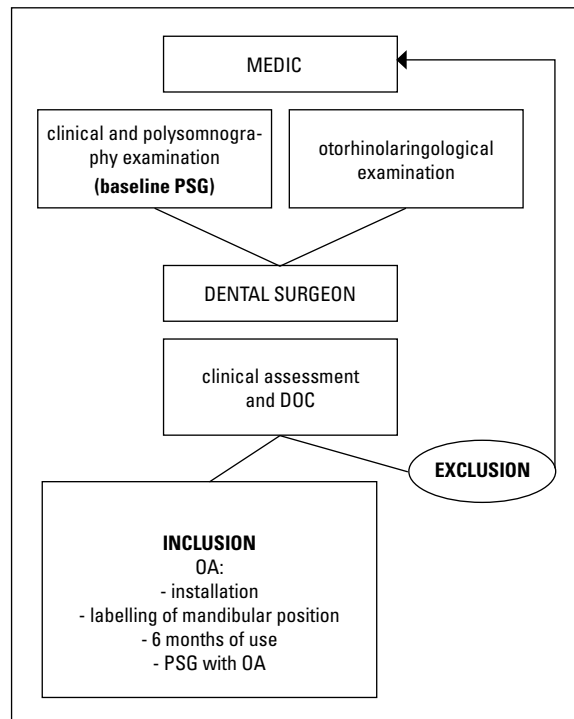 MEDIC
clinical and polysomnogra-
phy examination
(baseline PSG)
otorhinolaringological
examination
DENTAL SURGEON
clinical assessment
and DOC
EXCLUSION
INCLUSION
OA:
- installation
- labelling of mandibular position
- 6 months of use
- PSG with OA